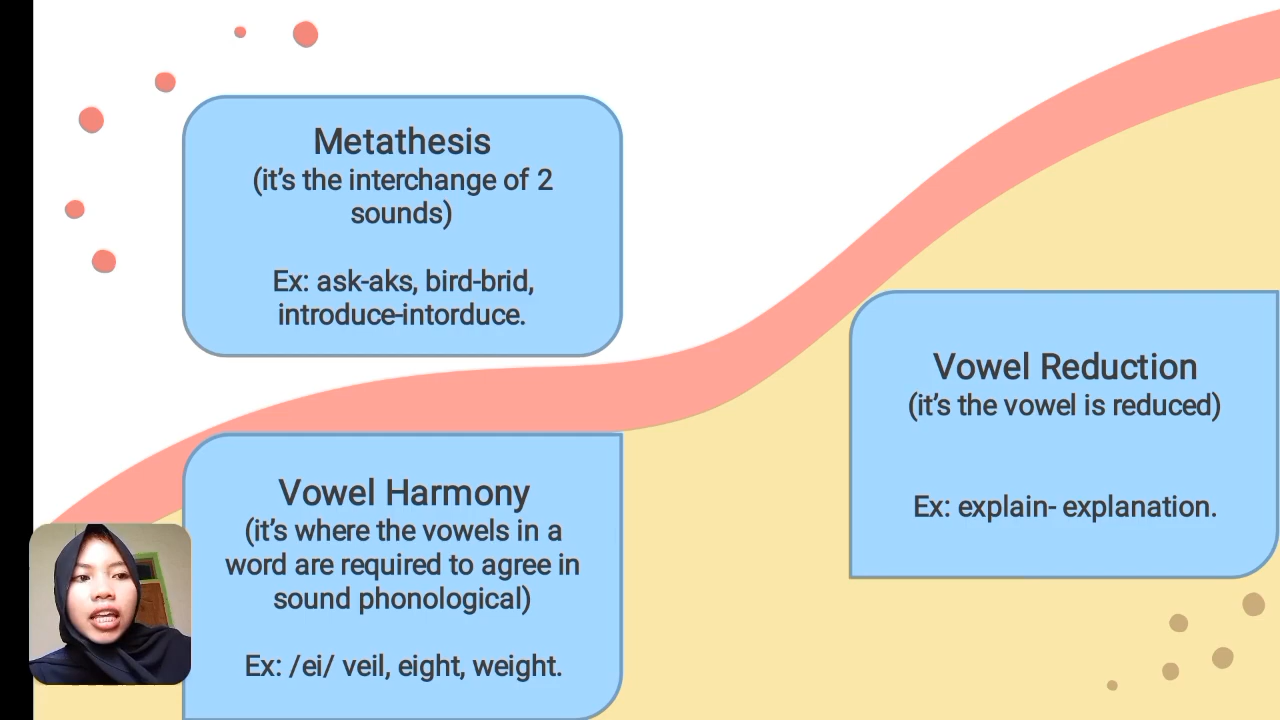 Metathesis
(it's the interchange of 2
sounds)
Ex: ask-aks, bird-brid,
introduce-intorduce.
Vowel Harmony
(it's where the vowels in a
word are required to agree in
sound phonological)
Ex: /ei/ veil, eight, weight.
Vowel Reduction
(it's the vowel is reduced)
Ex: explain- explanation.